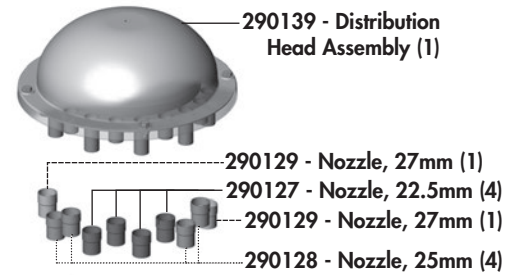 290139 - Distribution
Head Assembly (1)
290129 - Nozzle, 27mm (1)
290127 - Nozzle, 22.5mm (4)
290129 - Nozzle, 27mm (1)
290128 - Nozzle, 25mm (4)